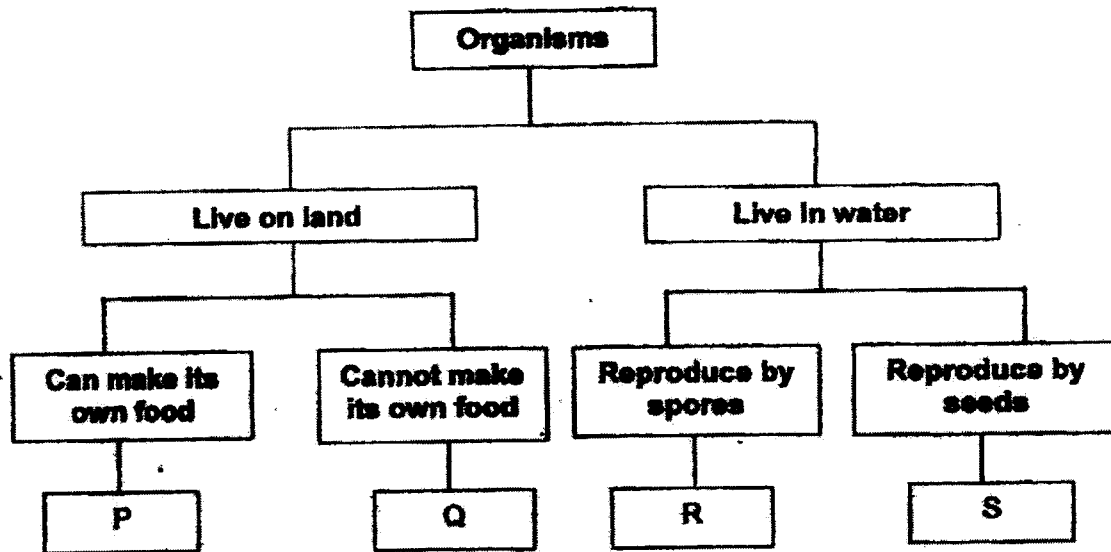 Organisms
Live on land
Live in water
Can make its
own food
Cannot make
its own food
Reproduce by
spores
Reproduce by
seeds
P
Q
R
S